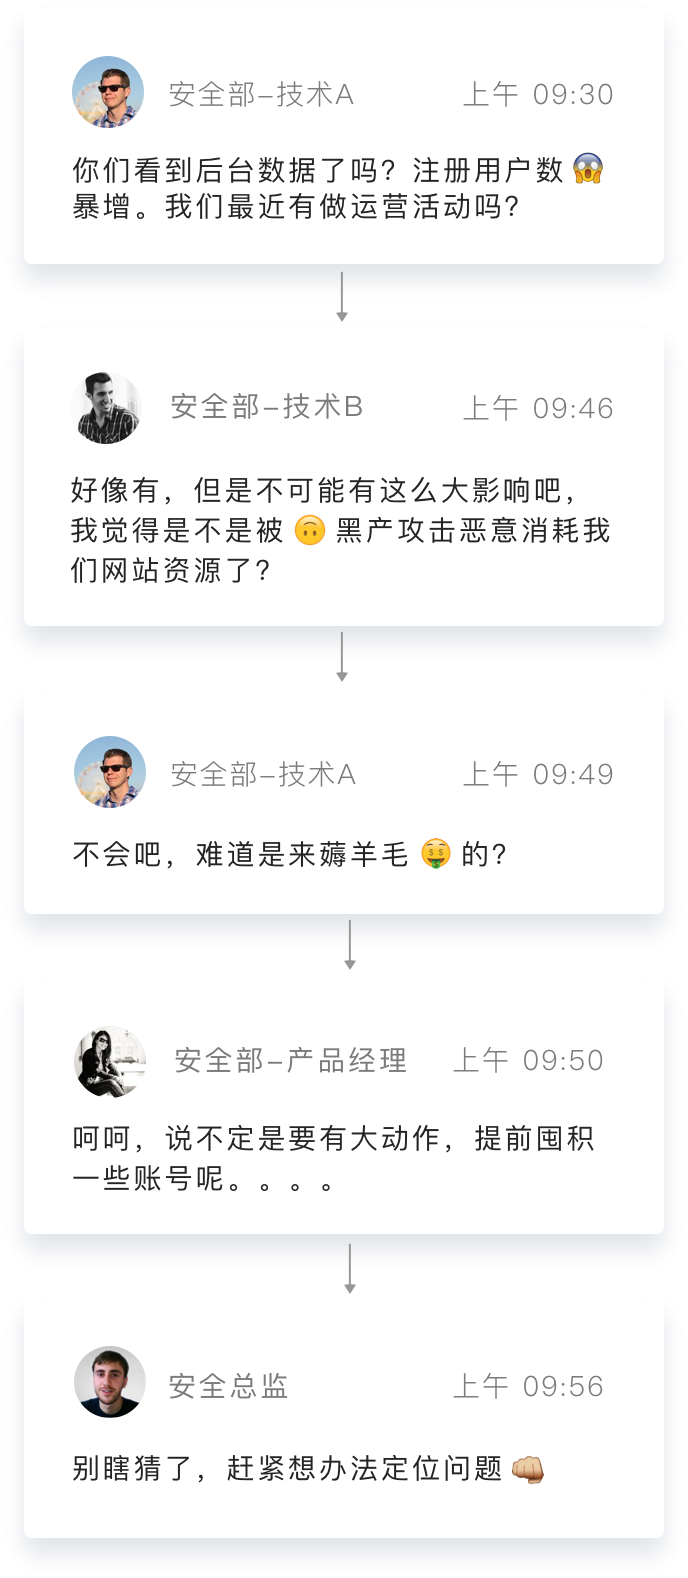 安全部-技术A 上午 09:30
你们看到后台数据了吗？注册用户数😱
暴增。我们最近有做运营活动吗？
安全部-技术B 上午 09:46
好像有，但是不可能有这么大影响吧，
我觉得是不是被🙃黑产攻击恶意消耗我
们网站资源了？
安全部-技术A 上午 09:49
不会吧，难道是来薅羊毛🤑的？
安全部-产品经理 上午 09:50
呵呵，说不定是要有大动作，提前囤积
一些账号呢。。。。
安全总监 上午 09:56
别瞎猜了，赶紧想办法定位问题👊